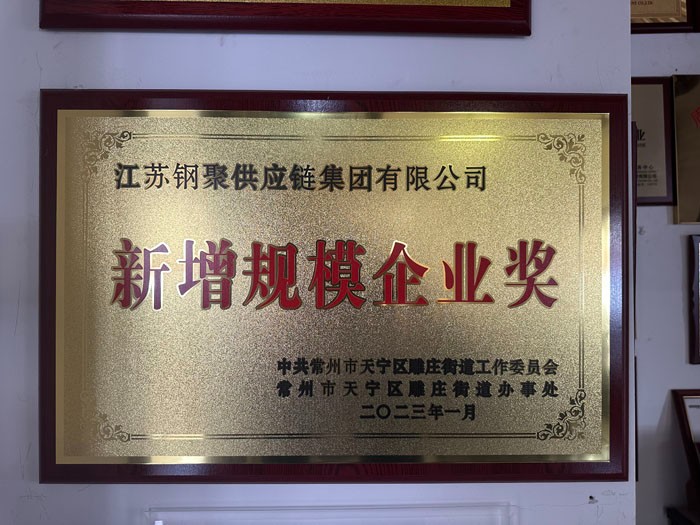 江苏钢聚供应链集团有限公司
新增规模企业奖
中共常州市天宁区雕庄街道工作委员会
常州市天宁区雕庄街道办事处
二〇二三年一月